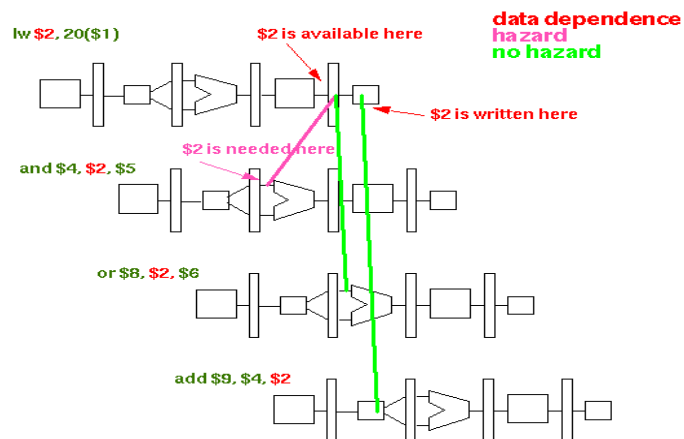 data dependence
hazard
no hazard
lw $2, 20($1)
$2 is available here
$2 is written here
$2 is needed here
and $4, $2, $5
or $8, $2, $6
add $9, $4, $2